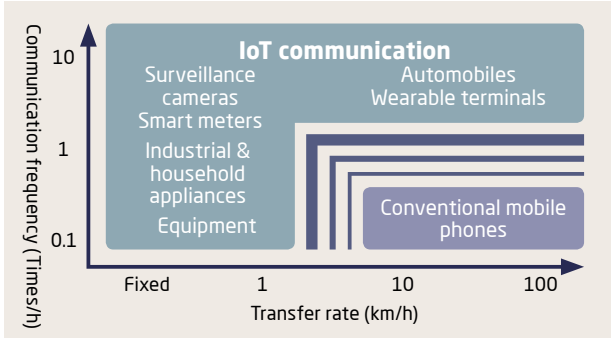 Communication frequency (Times/h)
10
1
0.1
IoT communication
Surveillance
cameras
Smart meters
Industrial &
household
appliances
Equipment
Automobiles
Wearable terminals
Conventional mobile
phones
Fixed 1 10 100
Transfer rate (km/h)